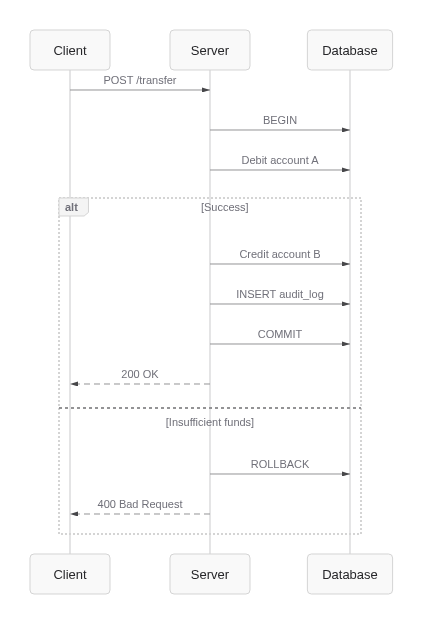 Client
Server
Database
POST /transfer
BEGIN
Debit account A
alt
[Success]
Credit account B
INSERT audit_log
COMMIT
200 OK
[Insufficient funds]
ROLLBACK
400 Bad Request
Client
Server
Database